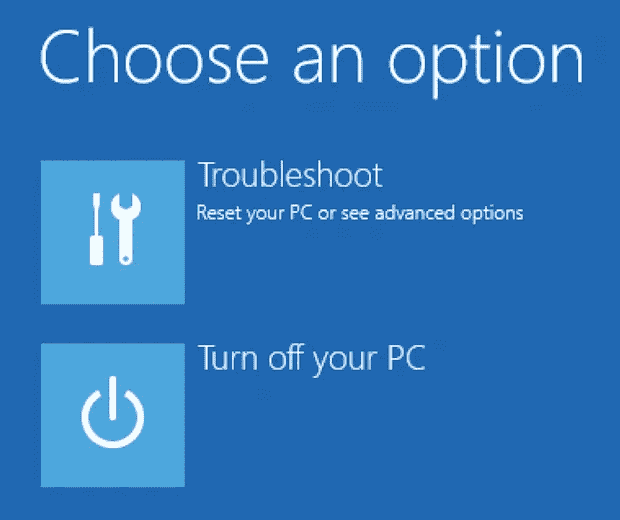 Choose an option
Troubleshoot
Reset your PC or see advanced options
Turn off your PC